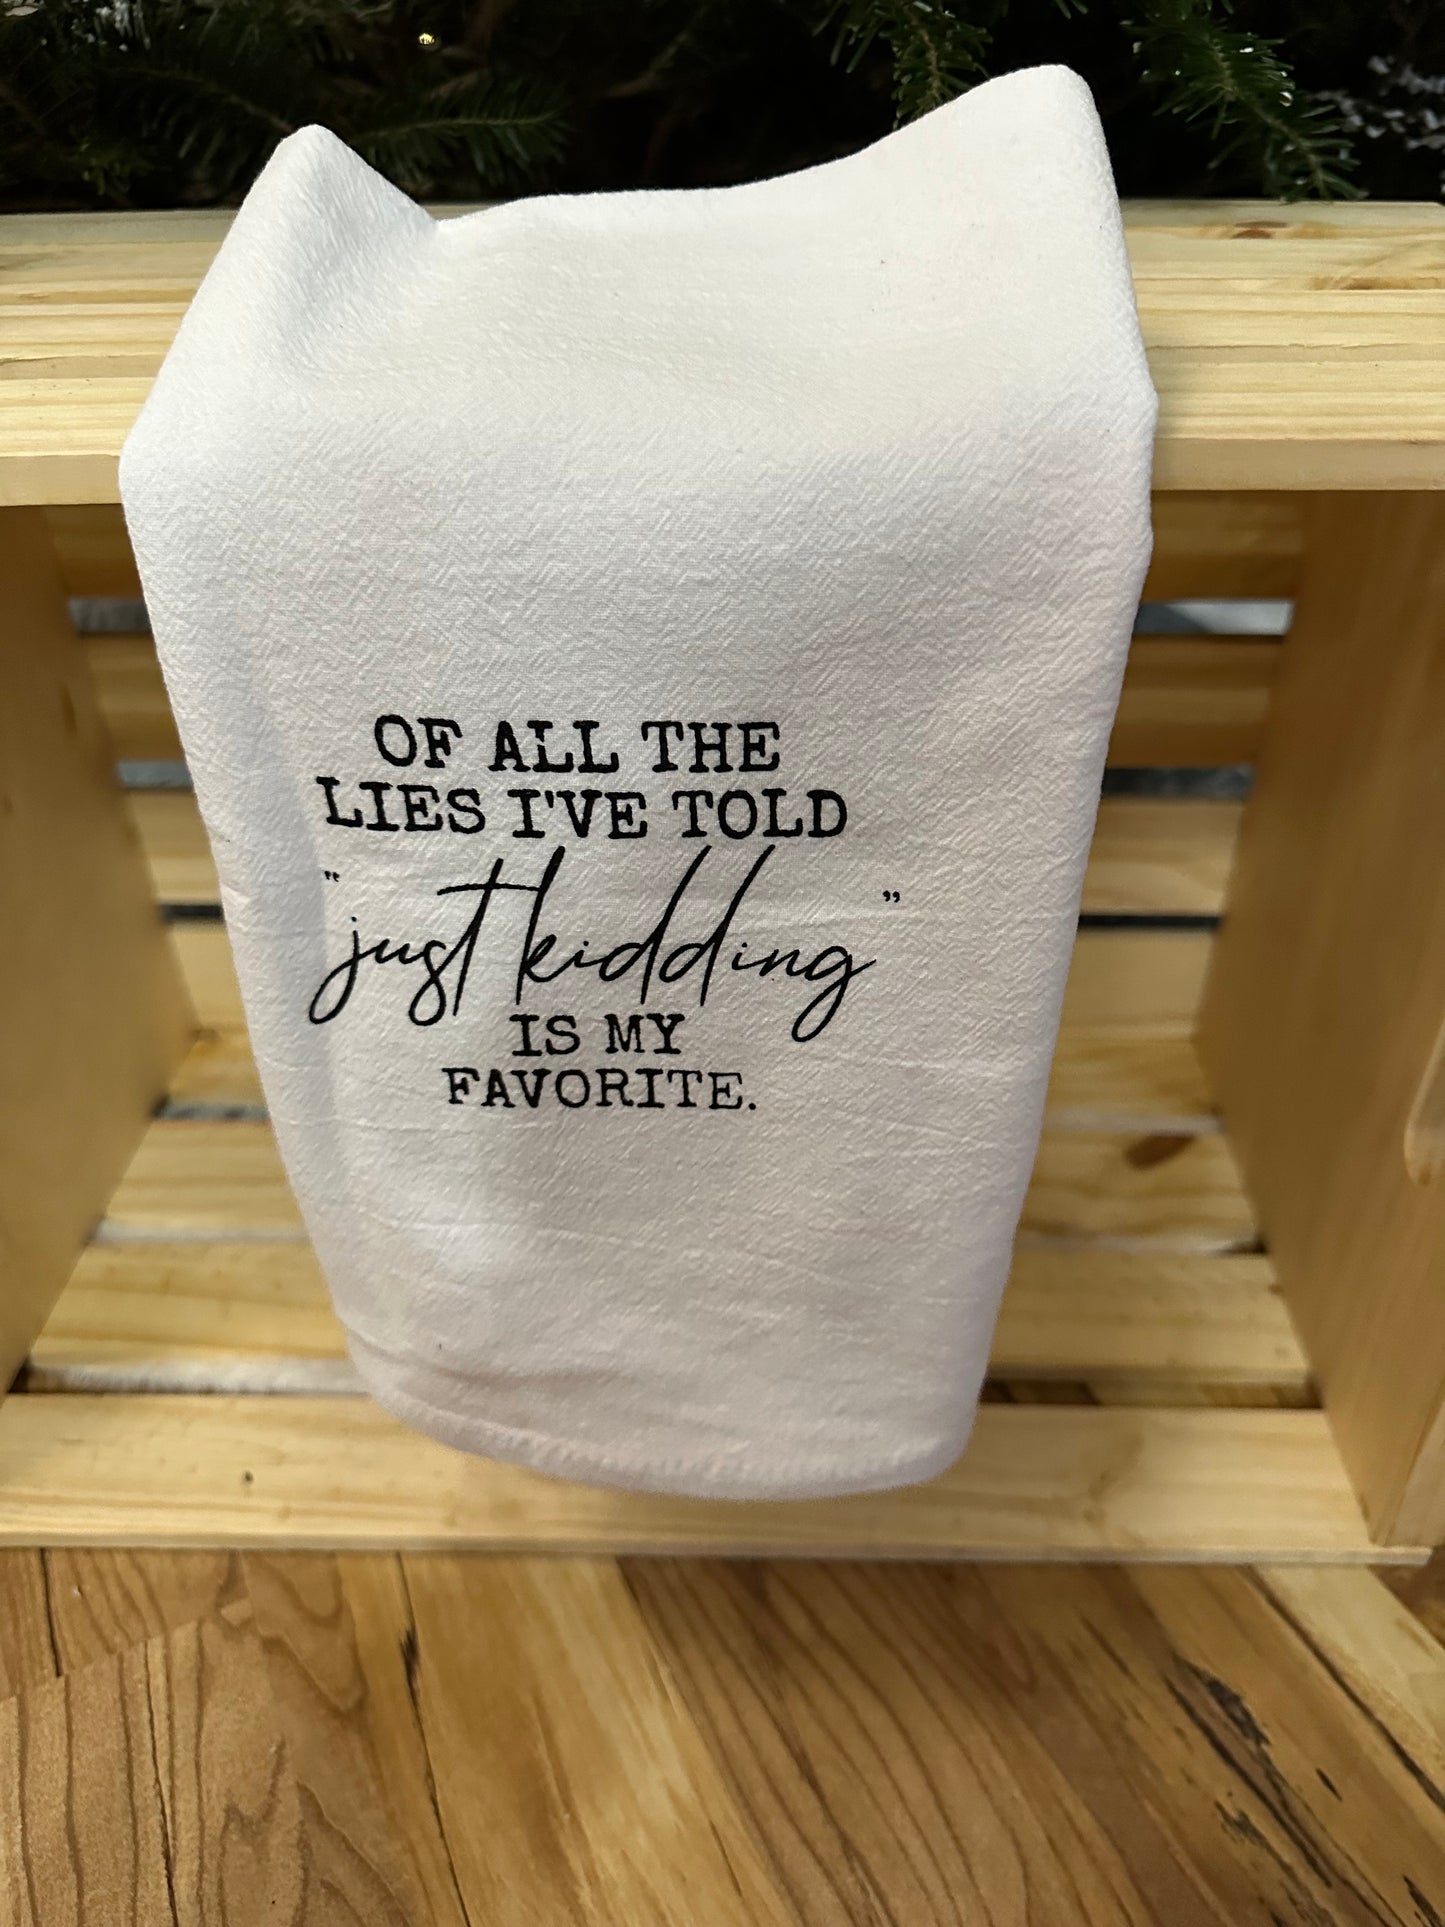 OF ALL THE
LIES I'VE TOLD
"just kidding"
IS MY
FAVORITE.